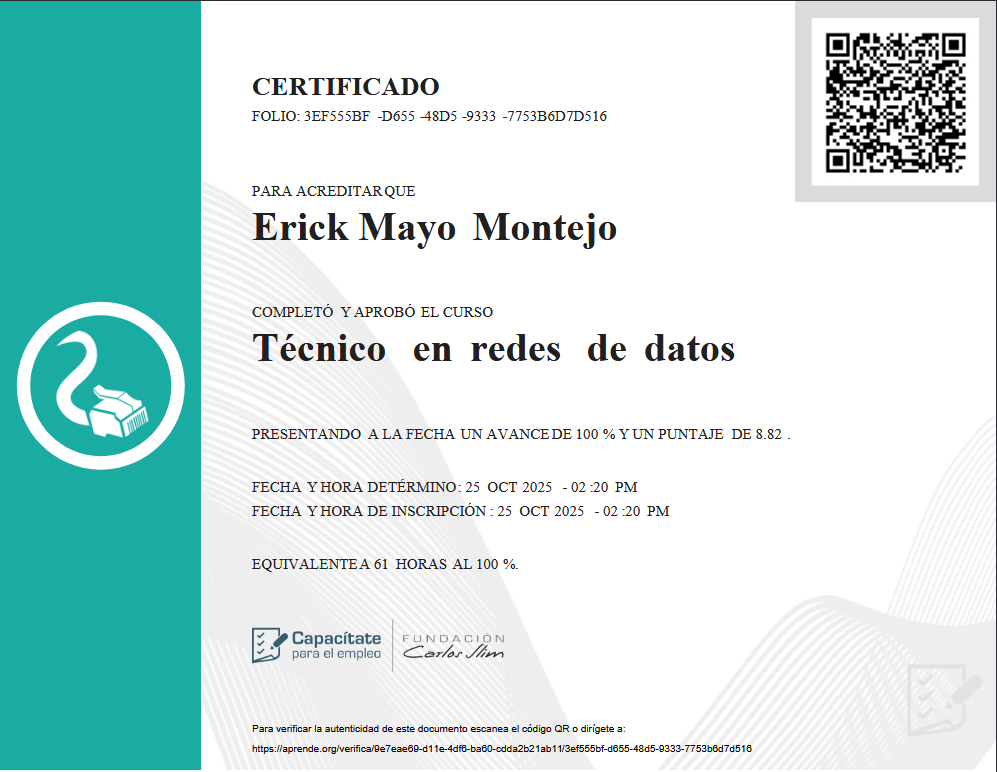 CERTIFICADO
FOLIO: 3EF555BF -D655 -48D5 -9333 -7753B6D7D516
PARA ACREDITAR QUE
Erick Mayo Montejo
COMPLETÓ Y APROBÓ EL CURSO
Técnico en redes de datos
PRESENTANDO A LA FECHA UN AVANCE DE 100 % Y UN PUNTAJE DE 8.82 .
FECHA Y HORA DETÉRMINO: 25 OCT 2025 - 02 :20 PM
FECHA Y HORA DE INSCRIPCIÓN : 25 OCT 2025 - 02 :20 PM
EQUIVALENTE A 61 HORAS AL 100 %.
Capacítate
para el empleo
FUNDACIÓN
Carlos Slim
Para verificar la autenticidad de este documento escanea el código QR o dirígete a:
https://aprende.org/verifica/9e7eae69-d11e-4df6-ba60-cdda2b21ab11/3ef555bf-d655-48d5-9333-7753b6d7d516